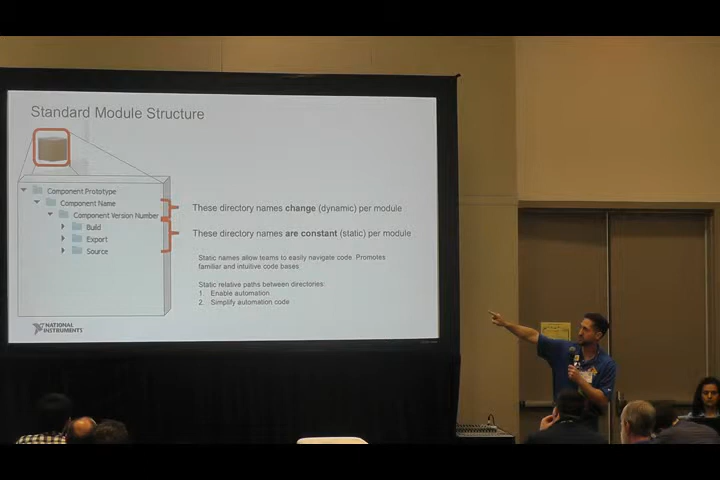 Standard Module Structure
Component Prototype
Component Name
Component Version Number
Build
Export
Source
These directory names change (dynamic) per module
These directory names are constant (static) per module
Static names allow teams to easily navigate code. Promotes
familiar and intuitive code bases
Static relative paths between directories:
1. Enable automation
2. Simplify automation code
NATIONAL
INSTRUMENTS